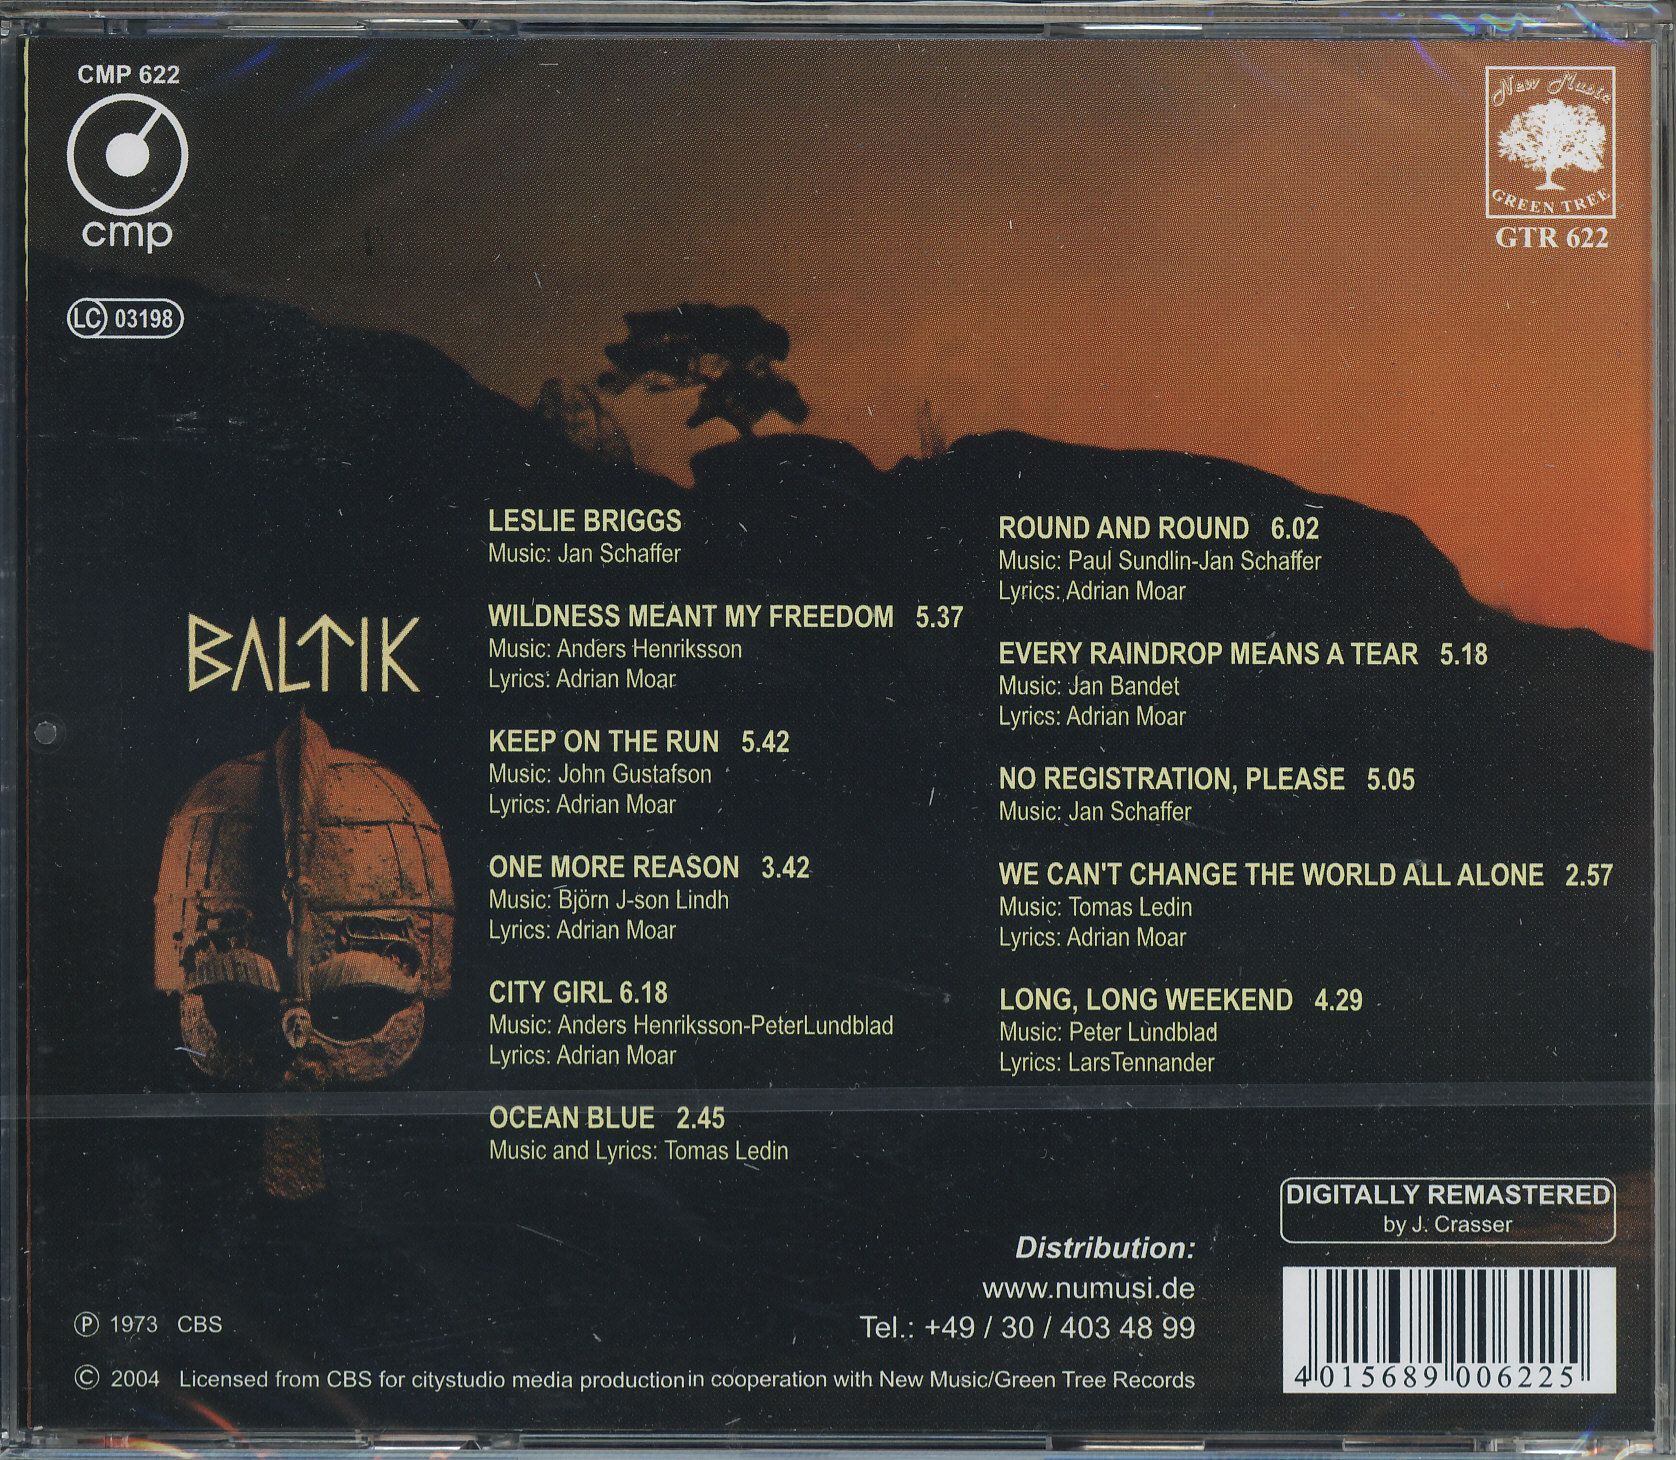 CMP 622
cmp
LC 03198
New Music
GREEN TREE
GTR 622
BALTIK
LESLIE BRIGGS
Music: Jan Schaffer
WILDNESS MEANT MY FREEDOM 5.37
Music: Anders Henriksson
Lyrics: Adrian Moar
KEEP ON THE RUN 5.42
Music: John Gustafson
Lyrics: Adrian Moar
ONE MORE REASON 3.42
Music: Björn J-son Lindh
Lyrics: Adrian Moar
CITY GIRL 6.18
Music: Anders Henriksson-PeterLundblad
Lyrics: Adrian Moar
OCEAN BLUE 2.45
Music and Lyrics: Tomas Ledin
ROUND AND ROUND 6.02
Music: Paul Sundlin-Jan Schaffer
Lyrics: Adrian Moar
EVERY RAINDROP MEANS A TEAR 5.18
Music: Jan Bandet
Lyrics: Adrian Moar
NO REGISTRATION, PLEASE 5.05
Music: Jan Schaffer
WE CAN'T CHANGE THE WORLD ALL ALONE 2.57
Music: Tomas Ledin
Lyrics: Adrian Moar
LONG, LONG WEEKEND 4.29
Music: Peter Lundblad
Lyrics: LarsTennander
DIGITALLY REMASTERED
by J. Crasser
Distribution:
www.numusi.de
Tel.: +49 / 30 / 403 48 99
℗ 1973 CBS
© 2004 Licensed from CBS for citystudio media production in cooperation with New Music/Green Tree Records
4 015689 006225